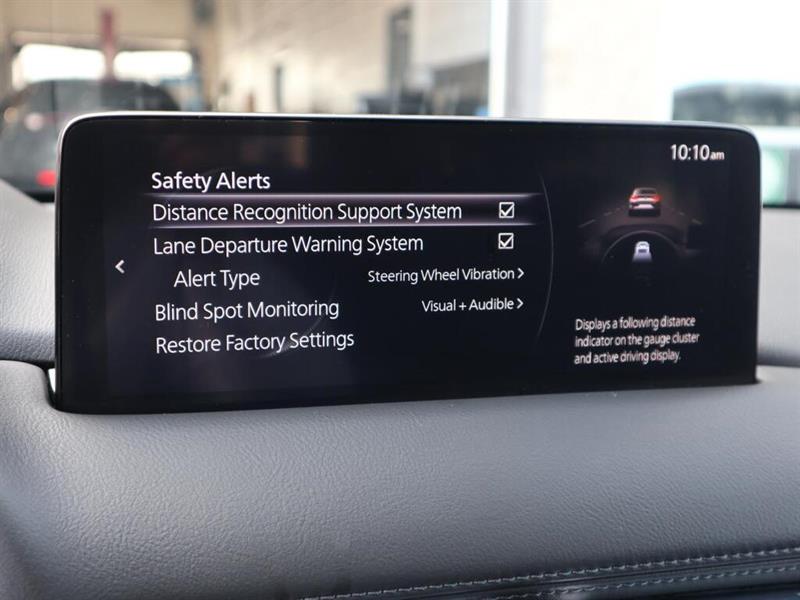 10:10am
Safety Alerts
Distance Recognition Support System
Lane Departure Warning System
Alert Type Steering Wheel Vibration >
Blind Spot Monitoring Visual + Audible >
Restore Factory Settings
Displays a following distance
indicator on the gauge cluster
and active driving display.